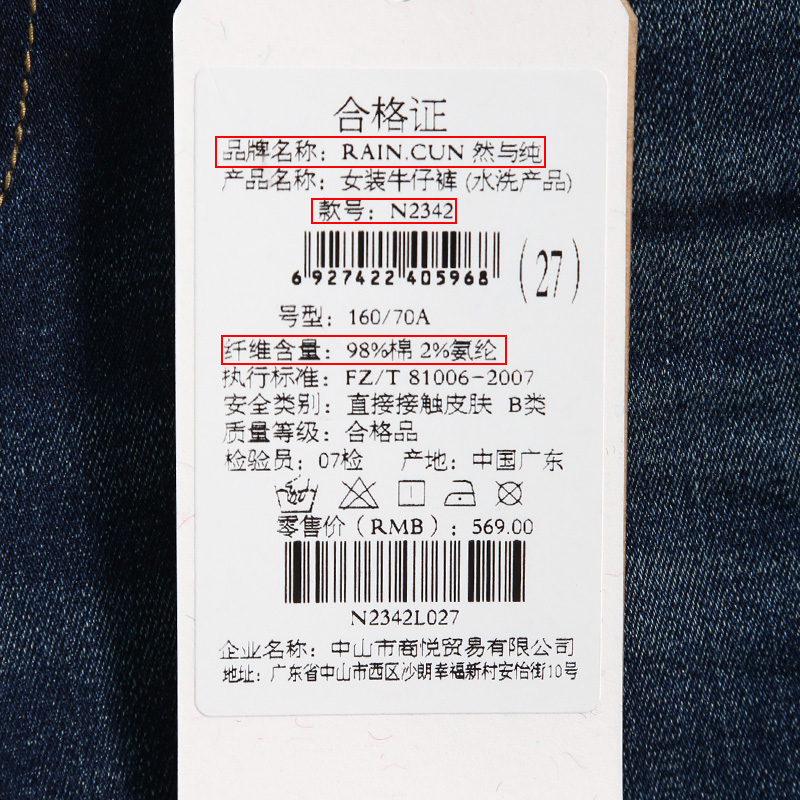 合格证
品牌名称：RAIN.CUN 然与纯
产品名称：女装牛仔裤 (水洗产品)
款号：N2342
6 927422 405968
(27)
号型：160/70A
纤维含量：98%棉 2%氨纶
执行标准：FZ/T 81006-2007
安全类别：直接接触皮肤 B类
质量等级：合格品
检验员：07检 产地：中国广东
零售价（RMB）：569.00
N2342L027
企业名称：中山市商悦贸易有限公司
地址：广东省中山市西区沙朗幸福新村安怡街10号